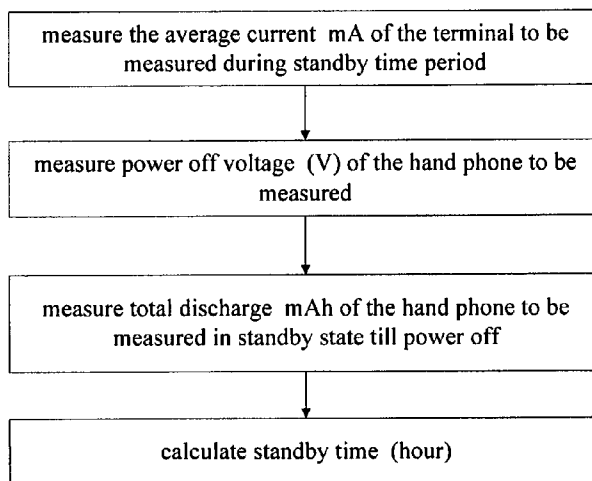 measure the average current mA of the terminal to be
measured during standby time period
measure power off voltage (V) of the hand phone to be
measured
measure total discharge mAh of the hand phone to be
measured in standby state till power off
calculate standby time (hour)